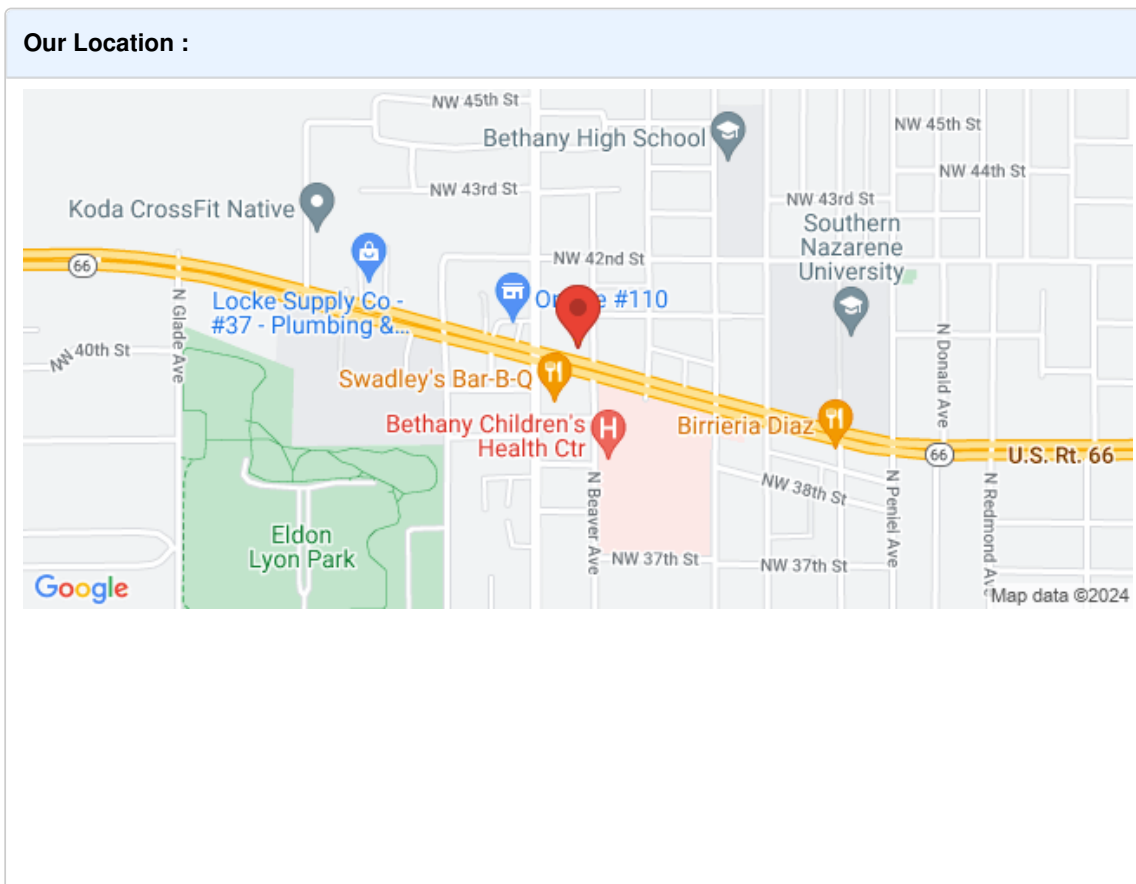 Our Location :
NW 45th St
Bethany High School
NW 45th St
NW 44th St
Koda CrossFit Native
NW 43rd St
NW 43rd St
Southern
Nazarene
University
66
NW 42nd St
N Glade Ave
Locke Supply Co -
#37 - Plumbing &...
#110
NW 40th St
N Donald Ave
Swadley's Bar-B-Q
Bethany Children's
Health Ctr
H
Birrieria Diaz
66
U.S. Rt. 66
N Beaver Ave
NW 38th St
N Peniel Ave
N Redmond Ave
Eldon
Lyon Park
NW 37th St
NW 37th St
Google
Map data ©2024